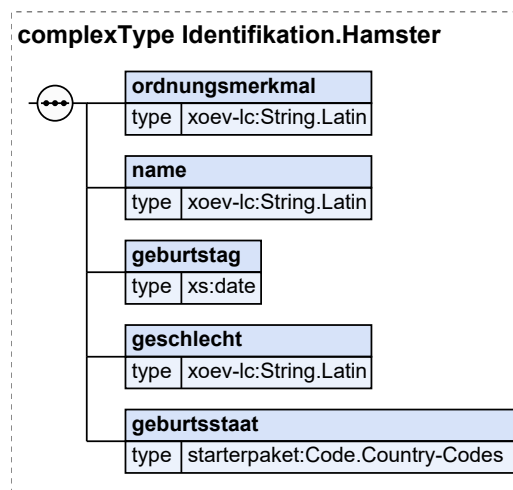 complexType Identifikation.Hamster
ordnungsmerkmal
type xoev-lc:String.Latin
name
type xoev-lc:String.Latin
geburtstag
type xs:date
geschlecht
type xoev-lc:String.Latin
geburtsstaat
type starterpaket:Code.Country-Codes